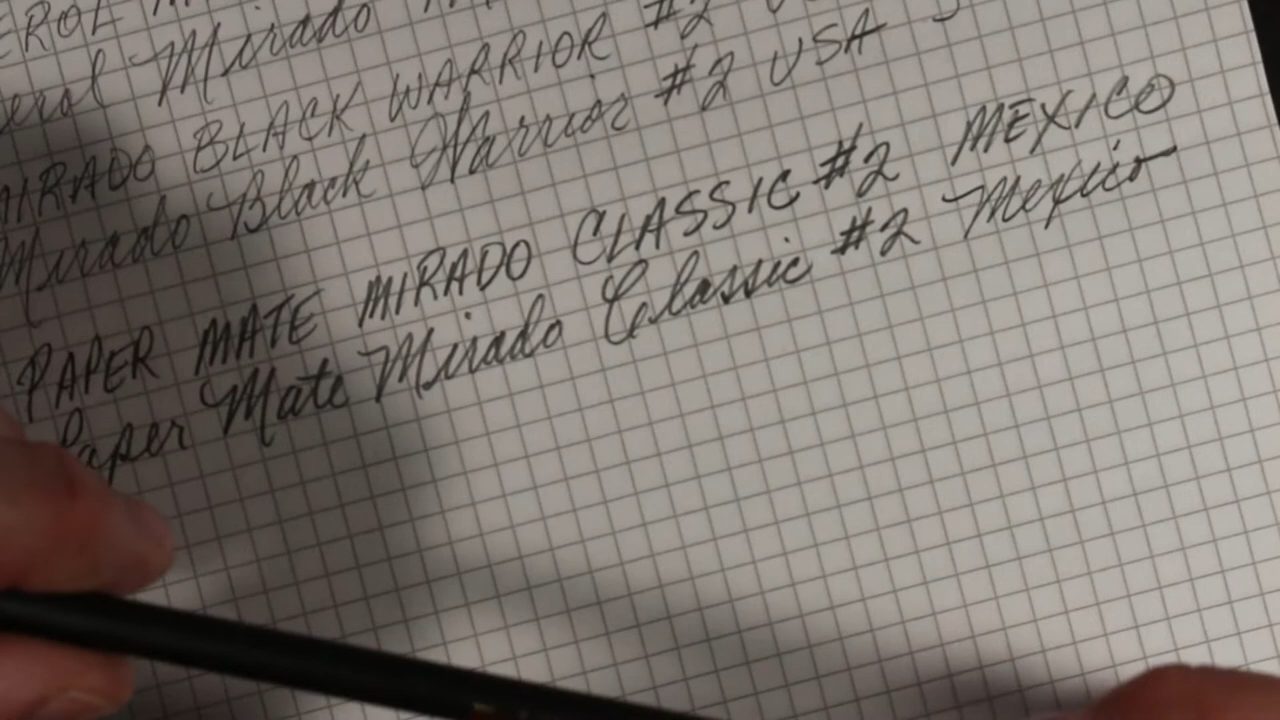 Mirado
MIRADO BLACK WARRIOR #2
Mirado Black Warrior #2 USA
PAPER MATE MIRADO CLASSIC #2 MEXICO
Paper Mate Mirado Classic #2 Mexico